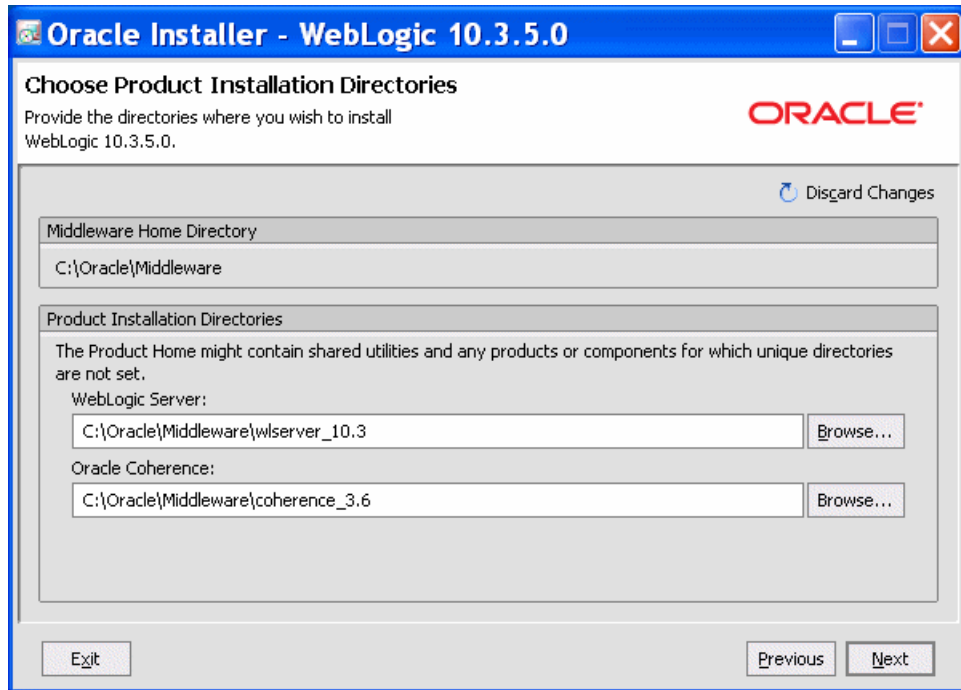 Oracle Installer - WebLogic 10.3.5.0
Choose Product Installation Directories
Provide the directories where you wish to install
WebLogic 10.3.5.0.
ORACLE
Discard Changes
Middleware Home Directory
C:\Oracle\Middleware
Product Installation Directories
The Product Home might contain shared utilities and any products or components for which unique directories
are not set.
WebLogic Server:
C:\Oracle\Middleware\wlserver_10.3
Browse...
Oracle Coherence:
C:\Oracle\Middleware\coherence_3.6
Browse...
Exit
Previous
Next